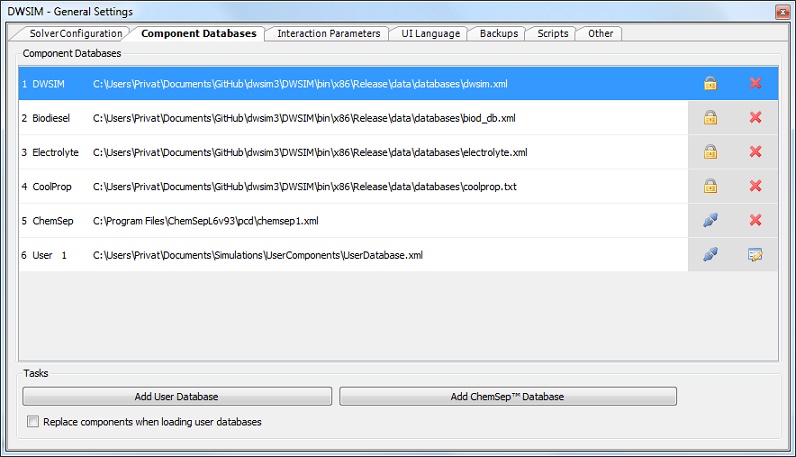 DWSIM - General Settings
SolverConfiguration Component Databases Interaction Parameters UI Language Backups Scripts Other
Component Databases
1 DWSIM C:\Users\Privat\Documents\GitHub\dwsim3\DWSIM\bin\x86\Release\data\databases\dwsim.xml
2 Biodiesel C:\Users\Privat\Documents\GitHub\dwsim3\DWSIM\bin\x86\Release\data\databases\biod_db.xml
3 Electrolyte C:\Users\Privat\Documents\GitHub\dwsim3\DWSIM\bin\x86\Release\data\databases\electrolyte.xml
4 CoolProp C:\Users\Privat\Documents\GitHub\dwsim3\DWSIM\bin\x86\Release\data\databases\coolprop.txt
5 ChemSep C:\Program Files\ChemSepL6v93\pcd\chemsep1.xml
6 User 1 C:\Users\Privat\Documents\Simulations\UserComponents\UserDatabase.xml
Tasks
Add User Database Add ChemSep™ Database
Replace components when loading user databases